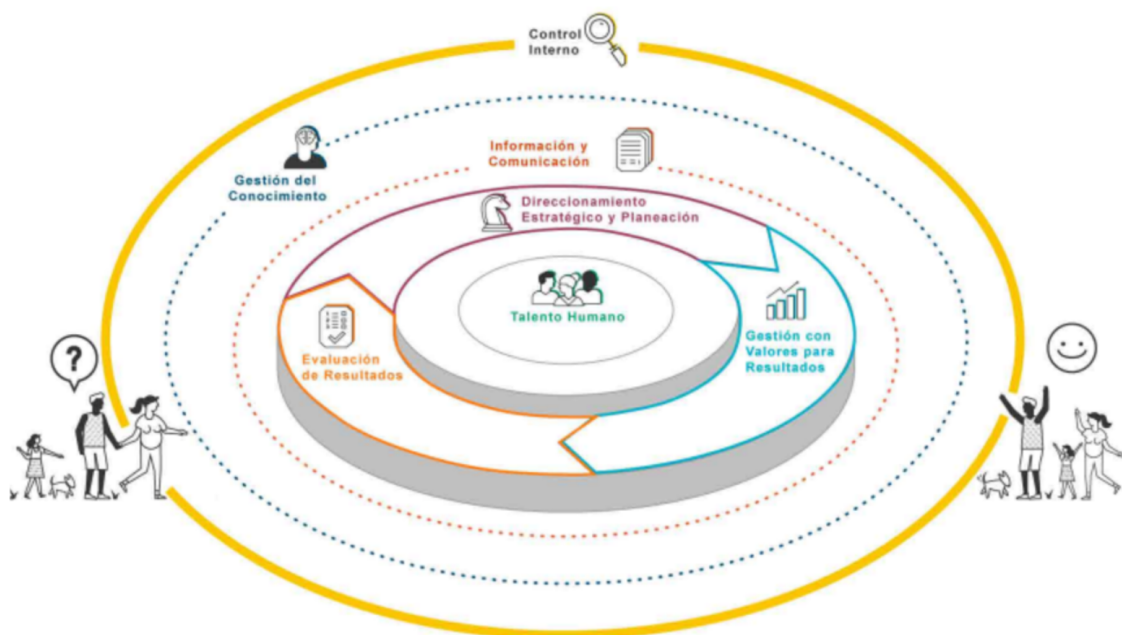 Control
Interno
Gestión del
Conocimiento
Información y
Comunicación
Direccionamiento
Estratégico y Planeación
Talento Humano
Gestión con
Valores para
Resultados
Evaluación
de Resultados
?